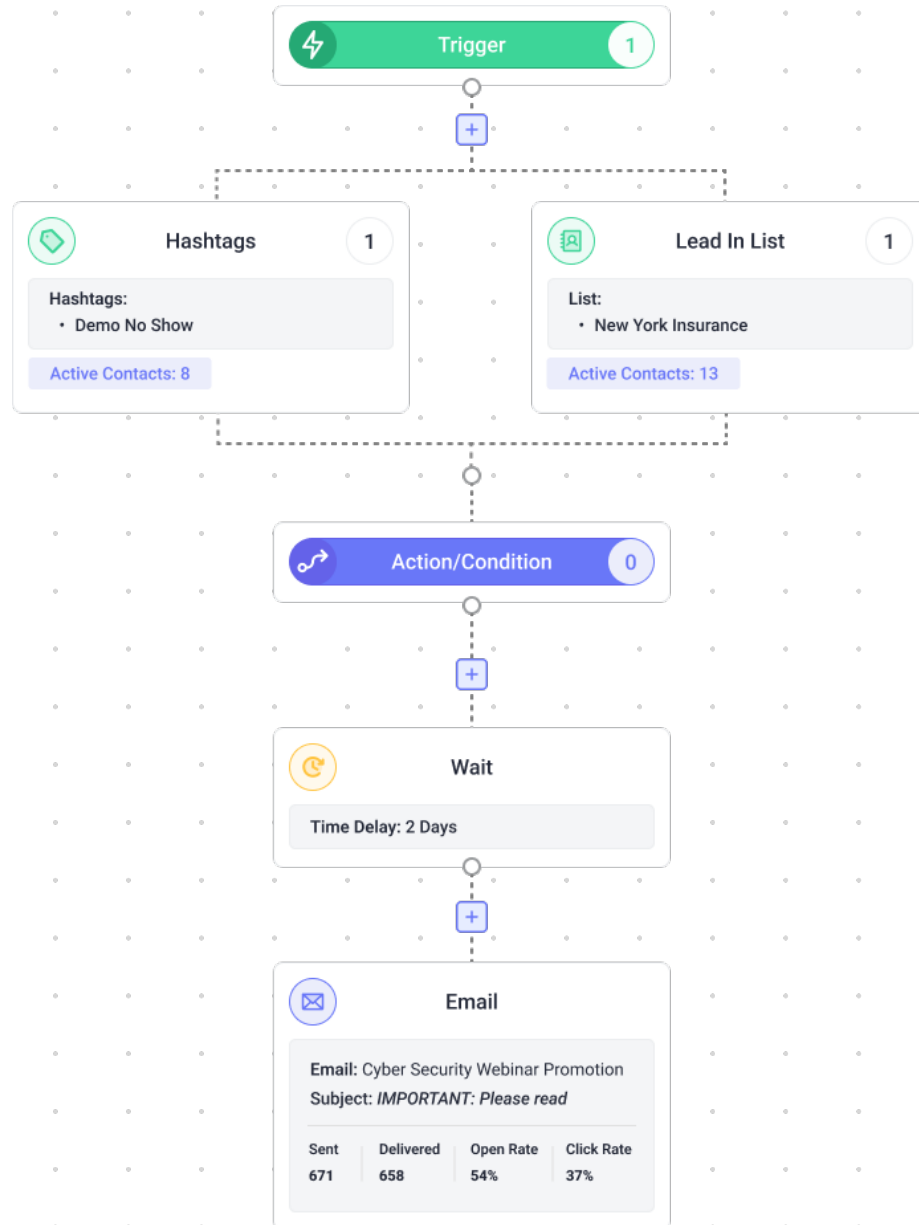 Trigger 1
Hashtags 1
Hashtags:
• Demo No Show
Active Contacts: 8
Lead In List 1
List:
• New York Insurance
Active Contacts: 13
Action/Condition 0
Wait
Time Delay: 2 Days
Email
Email: Cyber Security Webinar Promotion
Subject: IMPORTANT: Please read
Sent Delivered Open Rate Click Rate
671 658 54% 37%